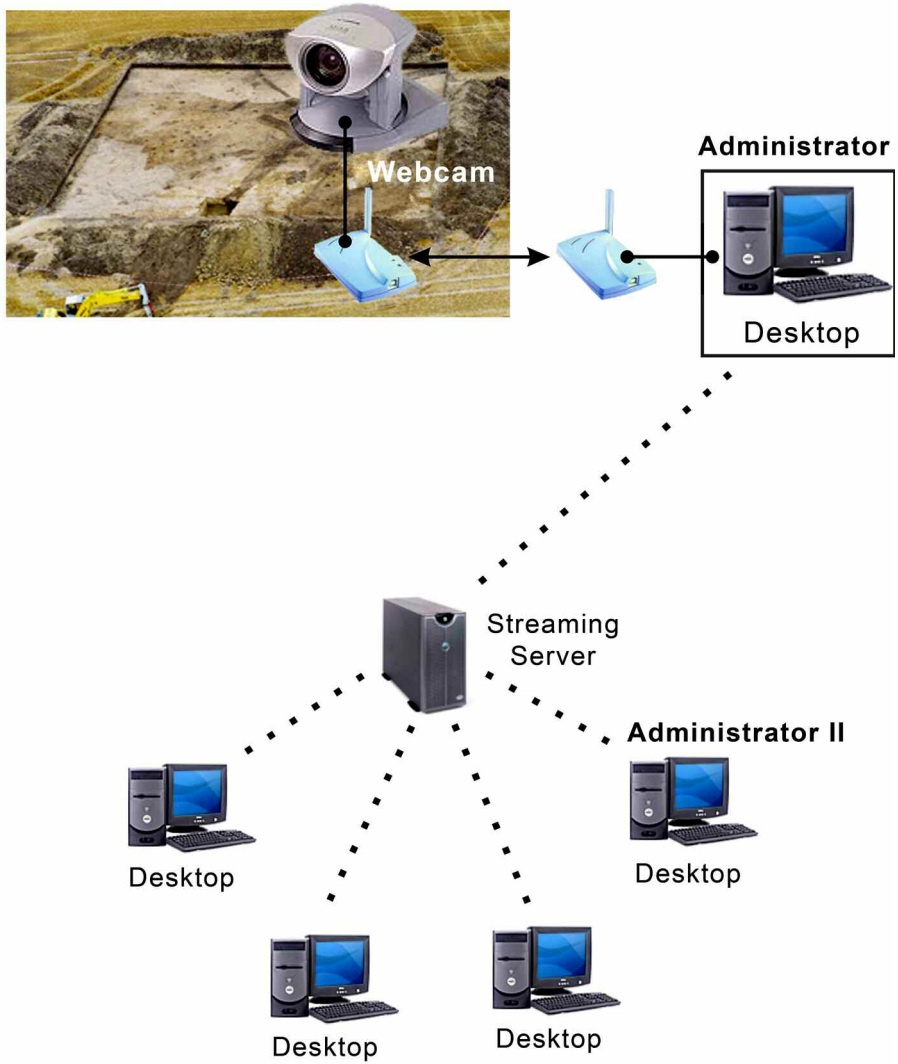 Administrator
Webcam
Desktop
Streaming
Server
Administrator II
Desktop
Desktop
Desktop
Desktop